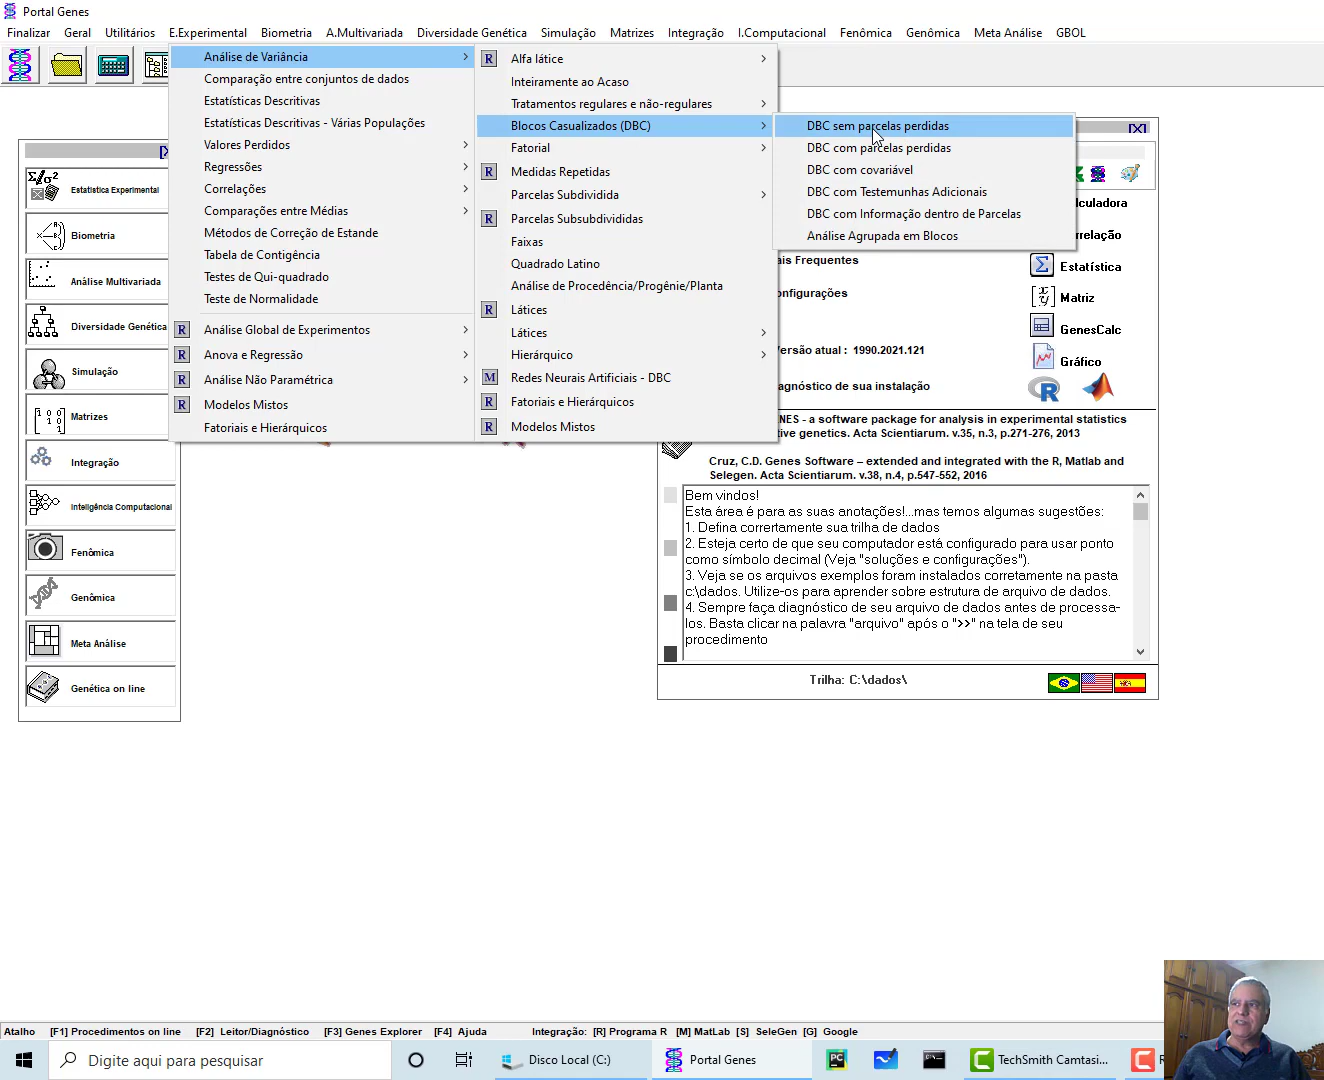 Portal Genes
Finalizar Geral Utilitários E.Experimental Biometria A.Multivariada Diversidade Genética Simulação Matrizes Integração I.Computacional Fenômica Genômica Meta Análise GBOL
Análise de Variância
Comparação entre conjuntos de dados
Estatísticas Descritivas
Estatísticas Descritivas - Várias Populações
Valores Perdidos
Regressões
Correlações
Comparações entre Médias
Métodos de Correção de Estande
Tabela de Contigência
Testes de Qui-quadrado
Teste de Normalidade
R Análise Global de Experimentos
R Anova e Regressão
R Análise Não Paramétrica
R Modelos Mistos
Fatoriais e Hierárquicos
R Alfa látice
Inteiramente ao Acaso
Tratamentos regulares e não-regulares
Blocos Casualizados (DBC)
Fatorial
R Medidas Repetidas
Parcelas Subdividida
R Parcelas Subsubdivididas
Faixas
Quadrado Latino
Análise de Procedência/Progênie/Planta
R Látices
Látices
Hierárquico
M Redes Neurais Artificiais - DBC
R Fatoriais e Hierárquicos
R Modelos Mistos
DBC sem parcelas perdidas
DBC com parcelas perdidas
DBC com covariável
DBC com Testemunhas Adicionais
DBC com Informação dentro de Parcelas
Análise Agrupada em Blocos
[X]
Σ/σ² Estatística Experimental
Biometria
Análise Multivariada
Diversidade Genética
Simulação
Matrizes
Integração
Inteligência Computacional
Fenômica
Genômica
Meta Análise
Genética on line
[X]
lculadora
rrelação
Σ Estatística
x y Matriz
GenesCalc
Gráfico
ais Frequentes
onfigurações
ersão atual : 1990.2021.121
agnóstico de sua instalação
R
NES - a software package for analysis in experimental statistics
tive genetics. Acta Scientiarum. v.35, n.3, p.271-276, 2013
Cruz, C.D. Genes Software – extended and integrated with the R, Matlab and
Selegen. Acta Scientiarum. v.38, n.4, p.547-552, 2016
Bem vindos!
Esta área é para as suas anotações!...mas temos algumas sugestões:
1. Defina corrertamente sua trilha de dados
2. Esteja certo de que seu computador está configurado para usar ponto
como símbolo decimal (Veja "soluções e configurações").
3. Veja se os arquivos exemplos foram instalados corretamente na pasta
c:\dados. Utilize-os para aprender sobre estrutura de arquivo de dados.
4. Sempre faça diagnóstico de seu arquivo de dados antes de processa-
los. Basta clicar na palavra "arquivo" após o ">>" na tela de seu
procedimento
Trilha: C:\dados\
Atalho [F1] Procedimentos on line [F2] Leitor/Diagnóstico [F3] Genes Explorer [F4] Ajuda Integração: [R] Programa R [M] MatLab [S] SeleGen [G] Google
Digite aqui para pesquisar
Disco Local (C:)
Portal Genes
TechSmith Camtasi...